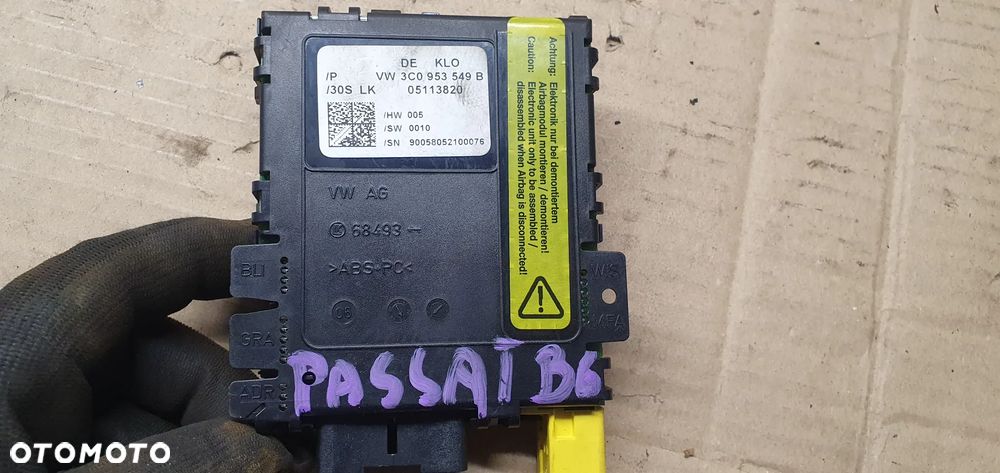 DE KLO
/P VW 3C0 953 549 B
/30S LK 05113820
/HW 005
/SW 0010
/SN 90058052100076
Achtung: Elektronik nur bei demontiertem
Airbagmodul montieren / demontieren!
Caution: Electronic unit only to be assembled /
disassembled when Airbag is disconnected!
VW AG
68493
>ABS+PC<
05
BLI
GRA
ADR
WS
MFA
PASSAT B6
OTOMOTO